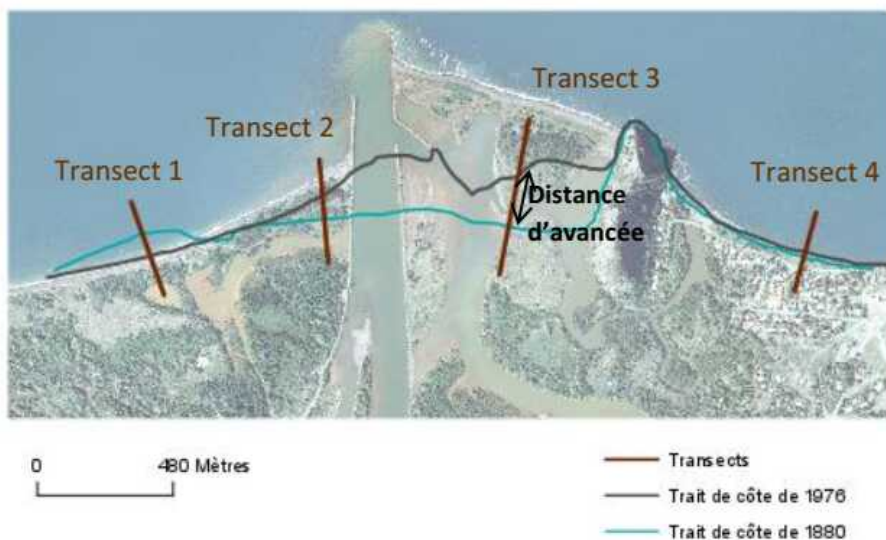 Transect 3
Transect 2
Transect 1
Transect 4
Distance
d’avancée
0 480 Mètres
Transects
Trait de côte de 1976
Trait de côte de 1880